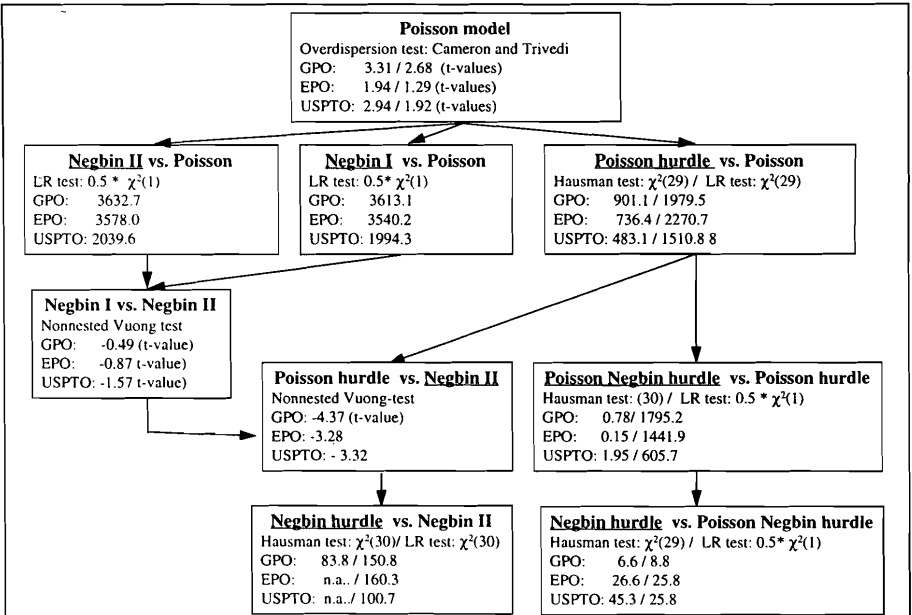 Poisson model
Overdispersion test: Cameron and Trivedi
GPO: 3.31 / 2.68 (t-values)
EPO: 1.94 / 1.29 (t-values)
USPTO: 2.94 / 1.92 (t-values)
Negbin II vs. Poisson
LR test: 0.5 * χ²(1)
GPO: 3632.7
EPO: 3578.0
USPTO: 2039.6
Negbin I vs. Poisson
LR test: 0.5* χ²(1)
GPO: 3613.1
EPO: 3540.2
USPTO: 1994.3
Poisson hurdle vs. Poisson
Hausman test: χ²(29) / LR test: χ²(29)
GPO: 901.1 / 1979.5
EPO: 736.4 / 2270.7
USPTO: 483.1 / 1510.8 8
Negbin I vs. Negbin II
Nonnested Vuong test
GPO: -0.49 (t-value)
EPO: -0.87 t-value)
USPTO: -1.57 t-value)
Poisson hurdle vs. Negbin II
Nonnested Vuong-test
GPO: -4.37 (t-value)
EPO: -3.28
USPTO: - 3.32
Poisson Negbin hurdle vs. Poisson hurdle
Hausman test: (30) / LR test: 0.5 * χ²(1)
GPO: 0.78/ 1795.2
EPO: 0.15 / 1441.9
USPTO: 1.95 / 605.7
Negbin hurdle vs. Negbin II
Hausman test: χ²(30)/ LR test: χ²(30)
GPO: 83.8 / 150.8
EPO: n.a.. / 160.3
USPTO: n.a../ 100.7
Negbin hurdle vs. Poisson Negbin hurdle
Hausman test: χ²(29) / LR test: 0.5* χ²(1)
GPO: 6.6 / 8.8
EPO: 26.6 / 25.8
USPTO: 45.3 / 25.8